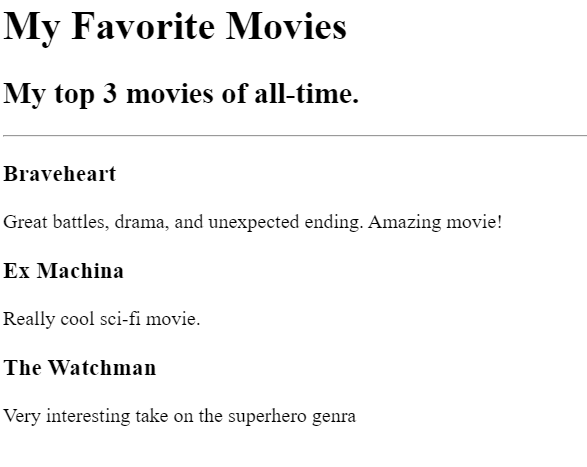 My Favorite Movies
My top 3 movies of all-time.
Braveheart
Great battles, drama, and unexpected ending. Amazing movie!
Ex Machina
Really cool sci-fi movie.
The Watchman
Very interesting take on the superhero genra